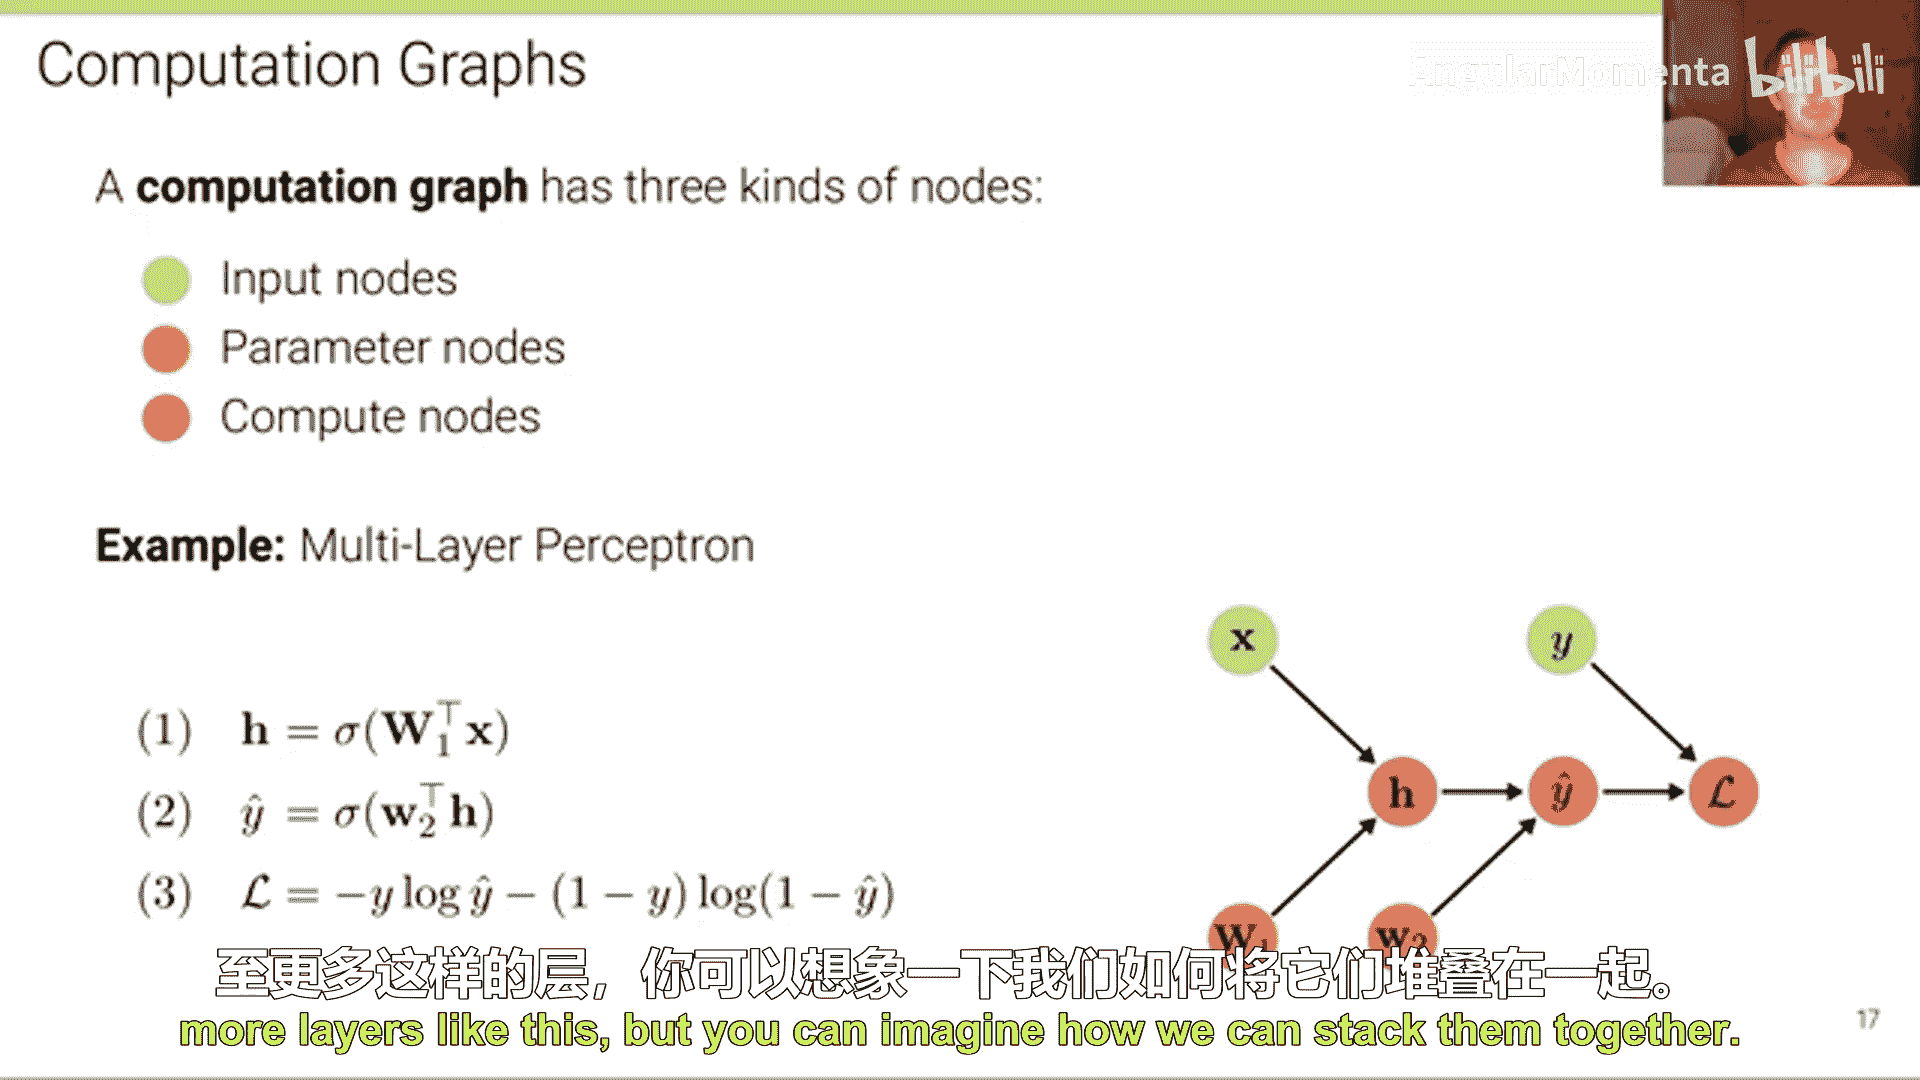 Computation Graphs
AngularMomenta bilibili
A computation graph has three kinds of nodes:
Input nodes
Parameter nodes
Compute nodes
Example: Multi-Layer Perceptron
x
y
(1) h = σ(W₁ᵀx)
(2) ŷ = σ(w₂ᵀh)
(3) ℒ = −y log ŷ − (1 − y) log(1 − ŷ)
h
ŷ
ℒ
W₁
w₂
至更多这样的层，你可以想象一下我们如何将它们堆叠在一起。
more layers like this, but you can imagine how we can stack them together.
17